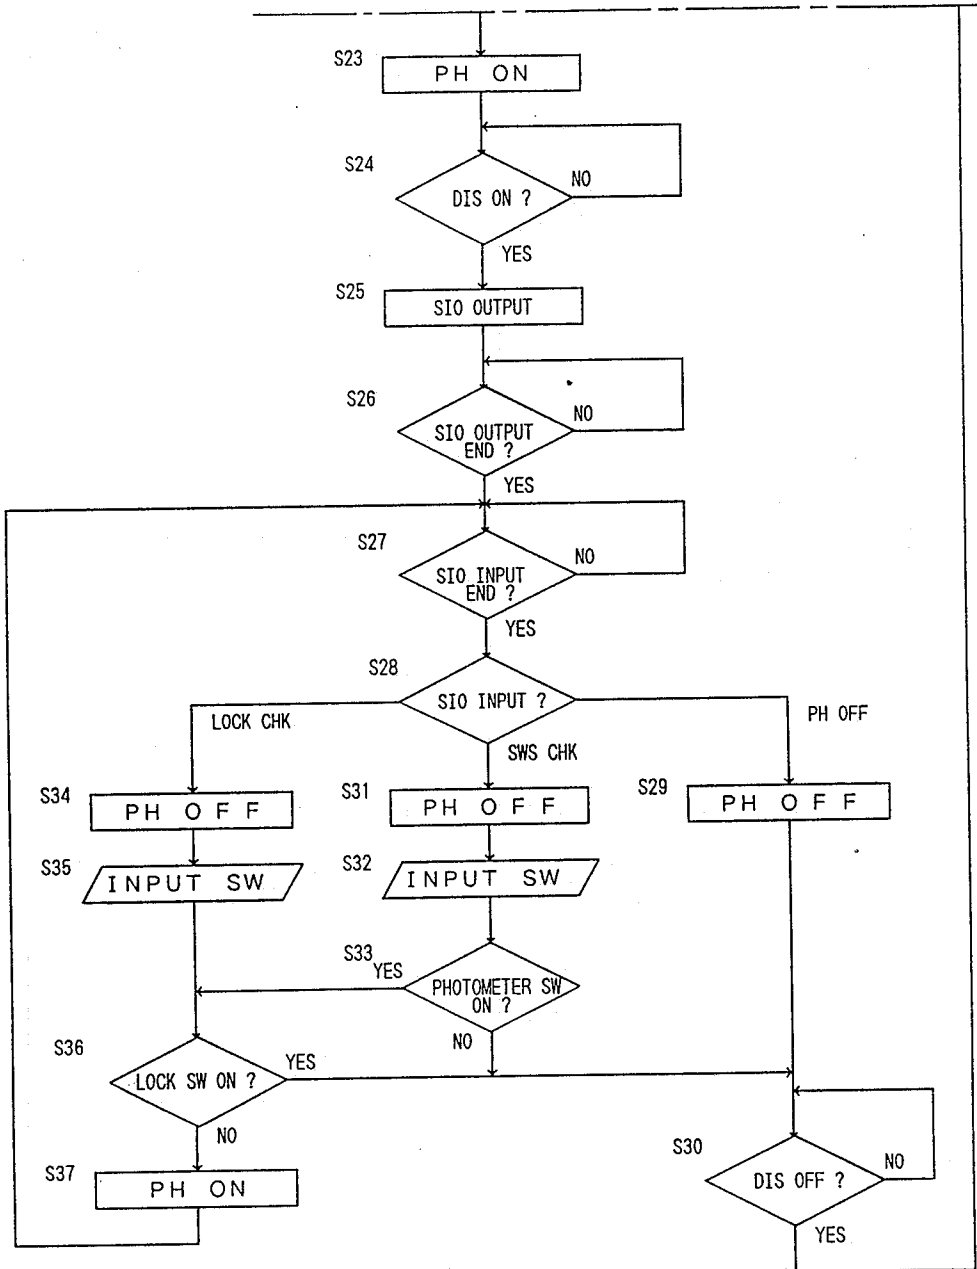 S23
PH ON
S24
DIS ON ?
NO
YES
S25
SIO OUTPUT
S26
SIO OUTPUT
END ?
NO
YES
S27
SIO INPUT
END ?
NO
YES
S28
SIO INPUT ?
LOCK CHK
SWS CHK
PH OFF
S34
PH OFF
S31
PH OFF
S29
PH OFF
S35
INPUT SW
S32
INPUT SW
S33
YES
PHOTOMETER SW
ON ?
NO
S36
LOCK SW ON ?
YES
NO
S37
PH ON
S30
DIS OFF ?
NO
YES